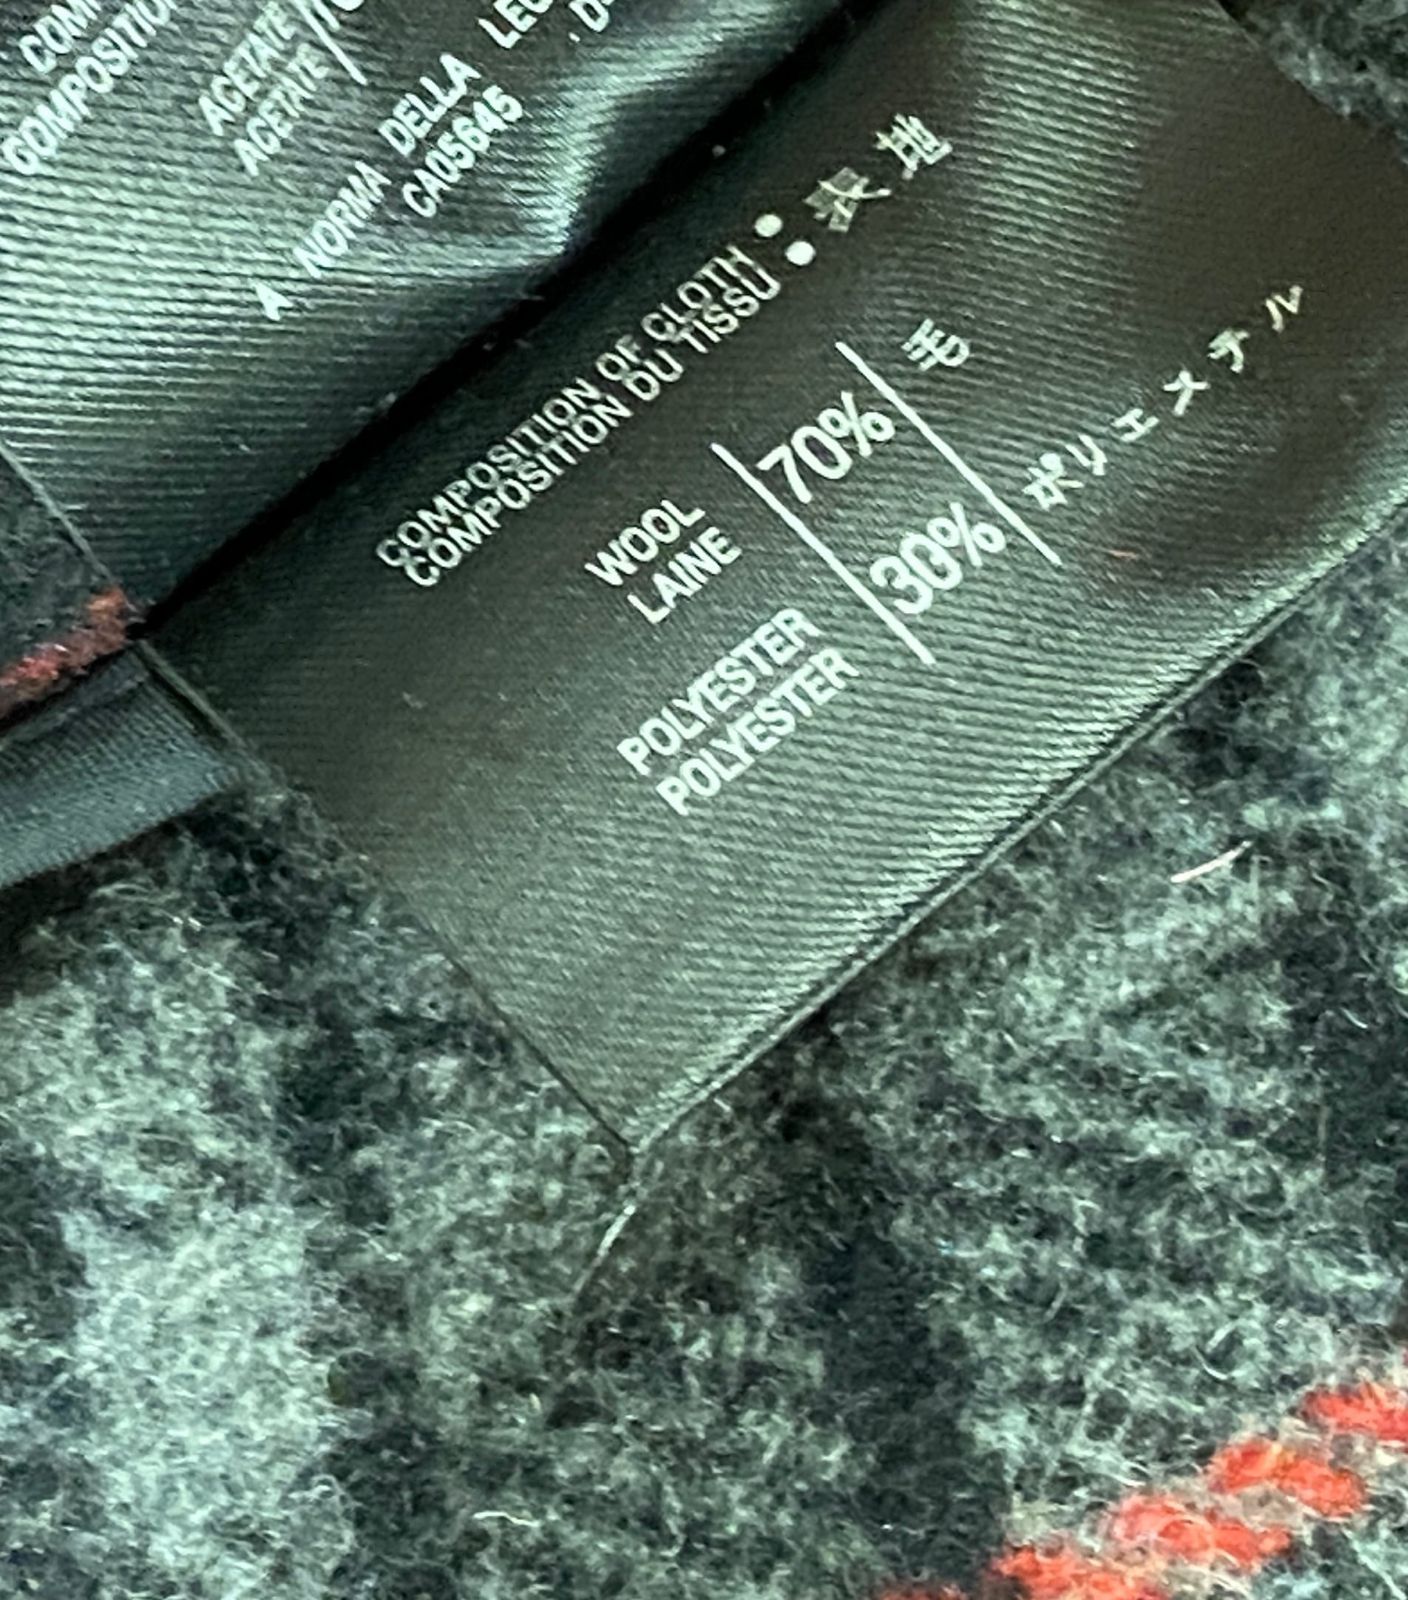 COMPOSITION
ACETATE
ACETATE
A NORMA DELLA
CA05645
COMPOSITION OF CLOTH • 表地
COMPOSITION DU TISSU •
WOOL 70% 毛
LAINE
POLYESTER 30% ポリエステル
POLYESTER